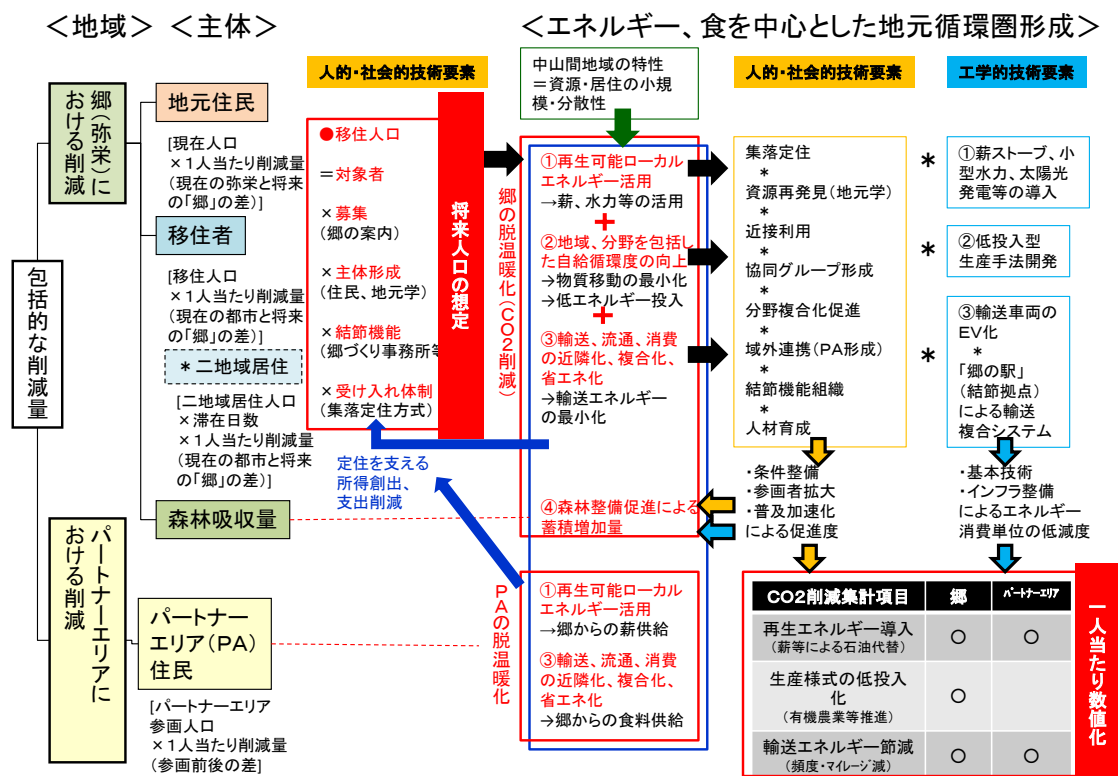 ＜地域＞
＜主体＞
＜エネルギー、食を中心とした地元循環圏形成＞
包括的な削減量
郷（弥栄）に
おける削減
地元住民
[現在人口
×１人当たり削減量
(現在の弥栄と将来
の「郷」の差)]
移住者
[移住人口
×１人当たり削減量
(現在の都市と将来
の「郷」の差)]
＊二地域居住
[二地域居住人口
×滞在日数
×１人当たり削減量
(現在の都市と将来
の「郷」の差)]
森林吸収量
パートナーエリアに
おける削減
パートナー
エリア（PA）
住民
[パートナーエリア
参画人口
×１人当たり削減量
(参画前後の差]
人的・社会的技術要素
●移住人口
＝対象者
×募集
(郷の案内)
×主体形成
(住民、地元学)
×結節機能
(郷づくり事務所等
×受け入れ体制
(集落定住方式)
将来人口の想定
定住を支える
所得創出、
支出削減
中山間地域の特性
＝資源・居住の小規
模・分散性
郷の脱温暖化（CO2削減）
①再生可能ローカル
エネルギー活用
→薪、水力等の活用
＋
②地域、分野を包括し
た自給循環度の向上
→物質移動の最小化
→低エネルギー投入
＋
③輸送、流通、消費
の近隣化、複合化、
省エネ化
→輸送エネルギー
の最小化
④森林整備促進による
蓄積増加量
PAの脱温暖化
①再生可能ローカル
エネルギー活用
→郷からの薪供給
③輸送、流通、消費
の近隣化、複合化、
省エネ化
→郷からの食料供給
人的・社会的技術要素
集落定住
＊
資源再発見（地元学）
＊
近接利用
＊
協同グループ形成
＊
分野複合化促進
＊
域外連携（PA形成）
＊
結節機能組織
＊
人材育成
＊
＊
＊
・条件整備
・参画者拡大
・普及加速化
による促進度
工学的技術要素
①薪ストーブ、小
型水力、太陽光
発電等の導入
②低投入型
生産手法開発
③輸送車両の
EV化
＊
「郷の駅」
（結節拠点）
による輸送
複合システム
・基本技術
・インフラ整備
によるエネルギー
消費単位の低減度
CO2削減集計項目 郷 パートナーエリア
再生エネルギー導入 ○ ○
(薪等による石油代替)
生産様式の低投入
化 ○
(有機農業等推進)
輸送エネルギー節減 ○ ○
(頻度・マイレージ減)
一人当たり数値化